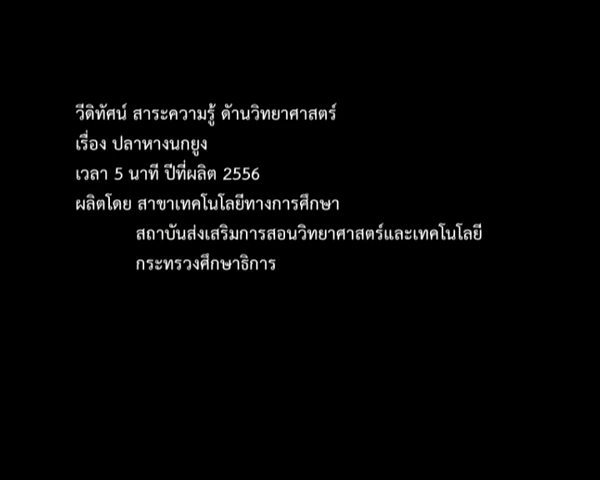 วีดิทัศน์ สาระความรู้ ด้านวิทยาศาสตร์
เรื่อง ปลาหางนกยูง
เวลา 5 นาที ปีที่ผลิต 2556
ผลิตโดย สาขาเทคโนโลยีทางการศึกษา
สถาบันส่งเสริมการสอนวิทยาศาสตร์และเทคโนโลยี
กระทรวงศึกษาธิการ